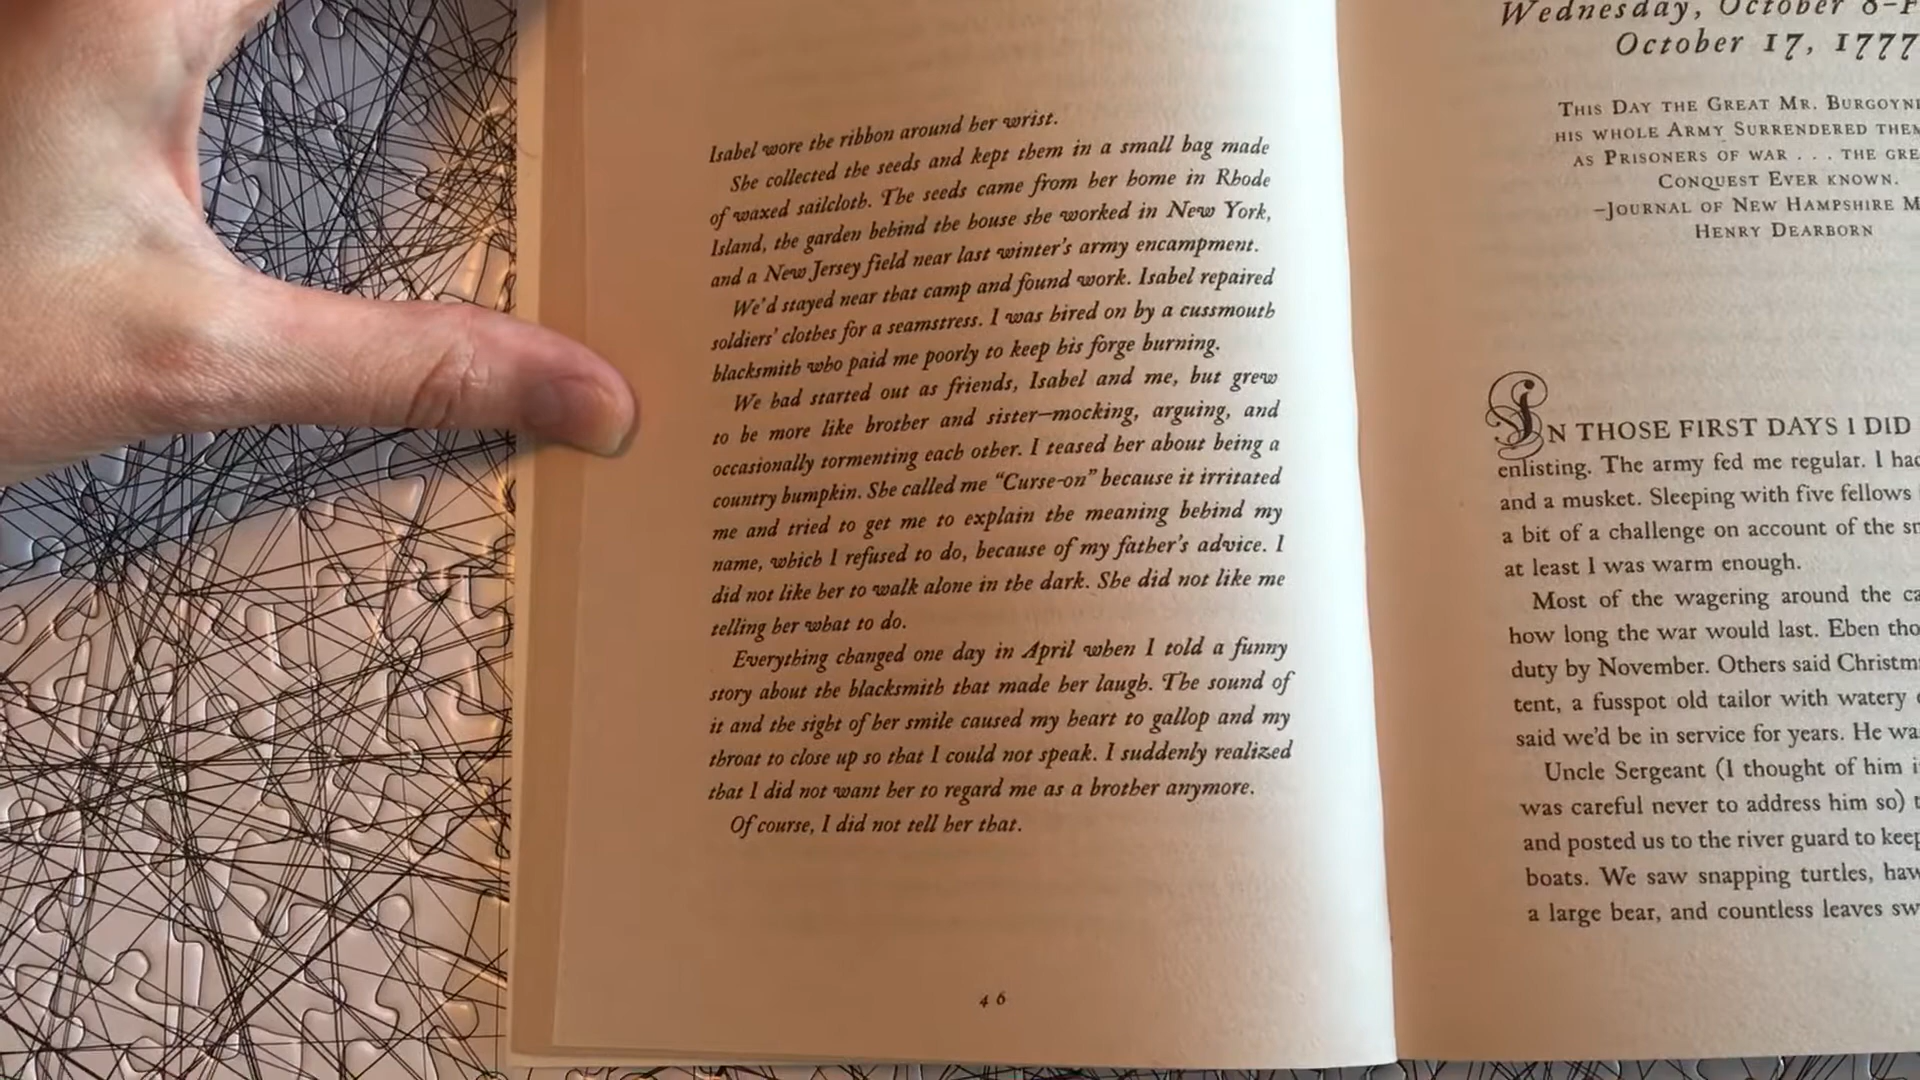 Isabel wore the ribbon around her wrist.
She collected the seeds and kept them in a small bag made
of waxed sailcloth. The seeds came from her home in Rhode
Island, the garden behind the house she worked in New York,
and a New Jersey field near last winter's army encampment.
We'd stayed near that camp and found work. Isabel repaired
soldiers' clothes for a seamstress. I was hired on by a cussmouth
blacksmith who paid me poorly to keep his forge burning.
We had started out as friends, Isabel and me, but grew
to be more like brother and sister—mocking, arguing, and
occasionally tormenting each other. I teased her about being a
country bumpkin. She called me "Curse-on" because it irritated
me and tried to get me to explain the meaning behind my
name, which I refused to do, because of my father's advice. I
did not like her to walk alone in the dark. She did not like me
telling her what to do.
Everything changed one day in April when I told a funny
story about the blacksmith that made her laugh. The sound of
it and the sight of her smile caused my heart to gallop and my
throat to close up so that I could not speak. I suddenly realized
that I did not want her to regard me as a brother anymore.
Of course, I did not tell her that.
46
Wednesday, October 8–F
October 17, 1777
This Day the Great Mr. Burgoyne
his whole Army Surrendered them
as Prisoners of war . . . the gre
Conquest Ever known.
–Journal of New Hampshire M
Henry Dearborn
In those first days I did
enlisting. The army fed me regular. I had
and a musket. Sleeping with five fellows
a bit of a challenge on account of the
at least I was warm enough.
Most of the wagering around the ca
how long the war would last. Eben tho
duty by November. Others said Christm
tent, a fusspot old tailor with watery
said we'd be in service for years. He wa
Uncle Sergeant (I thought of him
was careful never to address him so)
and posted us to the river guard to keep
boats. We saw snapping turtles, haw
a large bear, and countless leaves sw